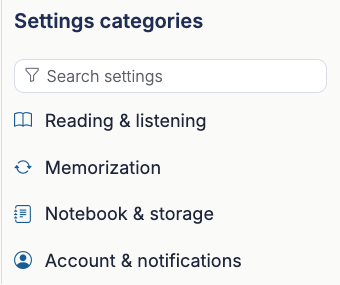 Settings categories
Search settings
Reading & listening
Memorization
Notebook & storage
Account & notifications